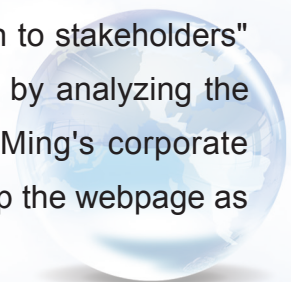 n to stakeholders"
by analyzing the
Ming's corporate
p the webpage as